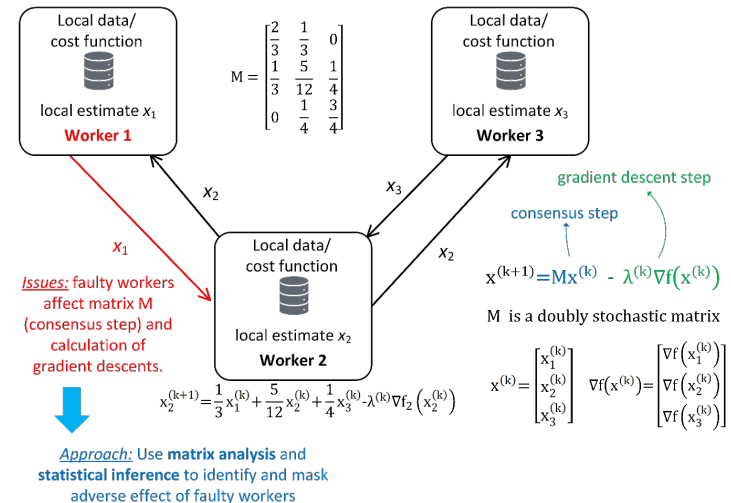 Local data/
cost function
local estimate x₁
Worker 1
M = [2/3 1/3 0
1/3 5/12 1/4
0 1/4 3/4]
Local data/
cost function
local estimate x₃
Worker 3
x₂
x₃
x₁
x₂
gradient descent step
consensus step
Local data/
cost function
local estimate x₂
Worker 2
x^(k+1)=Mx^(k) - λ^(k)∇f(x^(k))
M is a doubly stochastic matrix
Issues: faulty workers
affect matrix M
(consensus step) and
calculation of
gradient descents.
x^(k)=[x₁^(k)
x₂^(k)
x₃^(k)]
∇f(x^(k))=[∇f(x₁^(k))
∇f(x₂^(k))
∇f(x₃^(k))]
x₂^(k+1)=1/3x₁^(k)+5/12x₂^(k)+1/4x₃^(k)-λ^(k)∇f₂(x₂^(k))
Approach: Use matrix analysis and
statistical inference to identify and mask
adverse effect of faulty workers